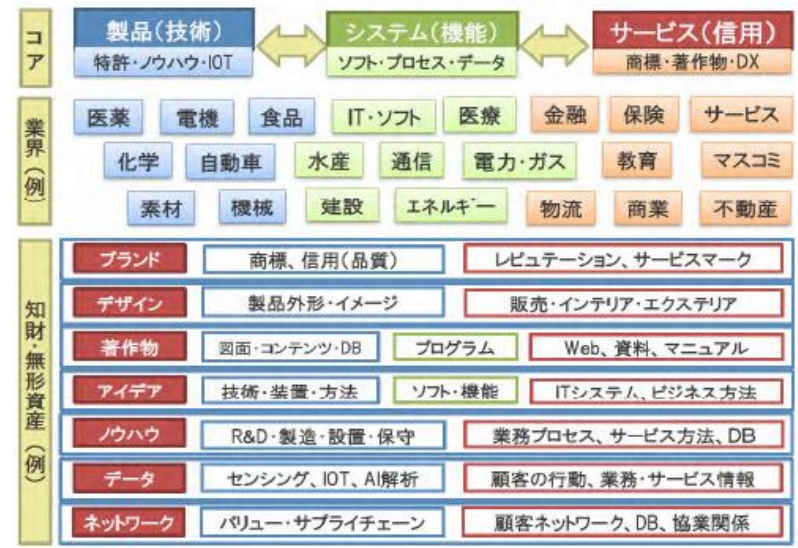 コア
製品(技術)
特許・ノウハウ・IOT
システム(機能)
ソフト・プロセス・データ
サービス(信用)
商標・著作物・DX
業界(例)
医薬 電機 食品 IT・ソフト 医療 金融 保険 サービス
化学 自動車 水産 通信 電力・ガス 教育 マスコミ
素材 機械 建設 エネルギー 物流 商業 不動産
知財・無形資産(例)
ブランド 商標、信用(品質) レピュテーション、サービスマーク
デザイン 製品外形・イメージ 販売・インテリア・エクステリア
著作物 図面・コンテンツ・DB プログラム Web、資料、マニュアル
アイデア 技術・装置・方法 ソフト・機能 ITシステム、ビジネス方法
ノウハウ R&D・製造・設置・保守 業務プロセス、サービス方法、DB
データ センシング、IOT、AI解析 顧客の行動、業務・サービス情報
ネットワーク バリュー・サプライチェーン 顧客ネットワーク、DB、協業関係